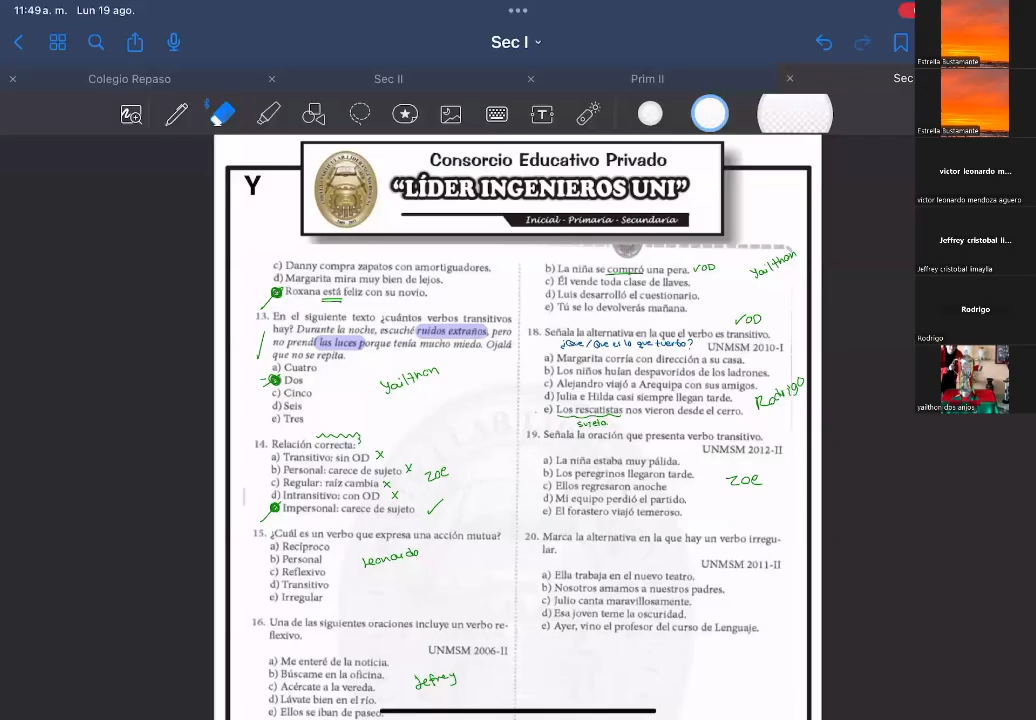 11:49 a. m. Lun 19 ago.
Sec I
Colegio Repaso
Sec II
Prim II
Sec
Y
Consorcio Educativo Privado
“LÍDER INGENIEROS UNI”
Inicial - Primaria - Secundaria
c) Danny compra zapatos con amortiguadores.
d) Margarita mira muy bien de lejos.
Roxana está feliz con su novio.
13. En el siguiente texto ¿cuántos verbos transitivos
hay? Durante la noche, escuché ruidos extraños, pero
no prendí las luces porque tenía mucho miedo. Ojalá
que no se repita.
a) Cuatro
Dos
c) Cinco
d) Seis
e) Tres
Yailthon
14. Relación correcta:
a) Transitivo: sin OD x
b) Personal: carece de sujeto x
c) Regular: raíz cambia x
d) Intransitivo: con OD x
Impersonal: carece de sujeto
zoe
15. ¿Cuál es un verbo que expresa una acción mutua?
a) Recíproco
b) Personal
c) Reflexivo
d) Transitivo
e) Irregular
Leonardo
16. Una de las siguientes oraciones incluye un verbo re-
flexivo.
UNMSM 2006-II
a) Me enteré de la noticia.
b) Búscame en la oficina.
c) Acércate a la vereda.
d) Lávate bien en el río.
e) Ellos se iban de paseo.
Jefrey
b) La niña se compró una pera. ✓OD
c) Él vende toda clase de llaves.
d) Luis desarrolló el cuestionario.
e) Tú se lo devolverás mañana.
Yailthon
✓OD
18. Señala la alternativa en la que el verbo es transitivo.
¿Que / Que es lo que + verbo?
UNMSM 2010-I
a) Margarita corría con dirección a su casa.
b) Los niños huían despavoridos de los ladrones.
c) Alejandro viajó a Arequipa con sus amigos.
d) Julia e Hilda casi siempre llegan tarde.
e) Los rescatistas nos vieron desde el cerro.
sujeto
Rodrigo
19. Señala la oración que presenta verbo transitivo.
UNMSM 2012-II
a) La niña estaba muy pálida.
b) Los peregrinos llegaron tarde.
c) Ellos regresaron anoche
d) Mi equipo perdió el partido.
e) El forastero viajó temeroso.
zoe
20. Marca la alternativa en la que hay un verbo irregu-
lar.
UNMSM 2011-II
a) Ella trabaja en el nuevo teatro.
b) Nosotros amamos a nuestros padres.
c) Julio canta maravillosamente.
d) Esa joven teme la oscuridad.
e) Ayer, vino el profesor del curso de Lenguaje.
Estrella Bustamante
Estrella Bustamante
victor leonardo m...
victor leonardo mendoza aguero
Jeffrey cristobal li...
Jeffrey cristobal limaylla
Rodrigo
Rodrigo
yailthon dos anjos